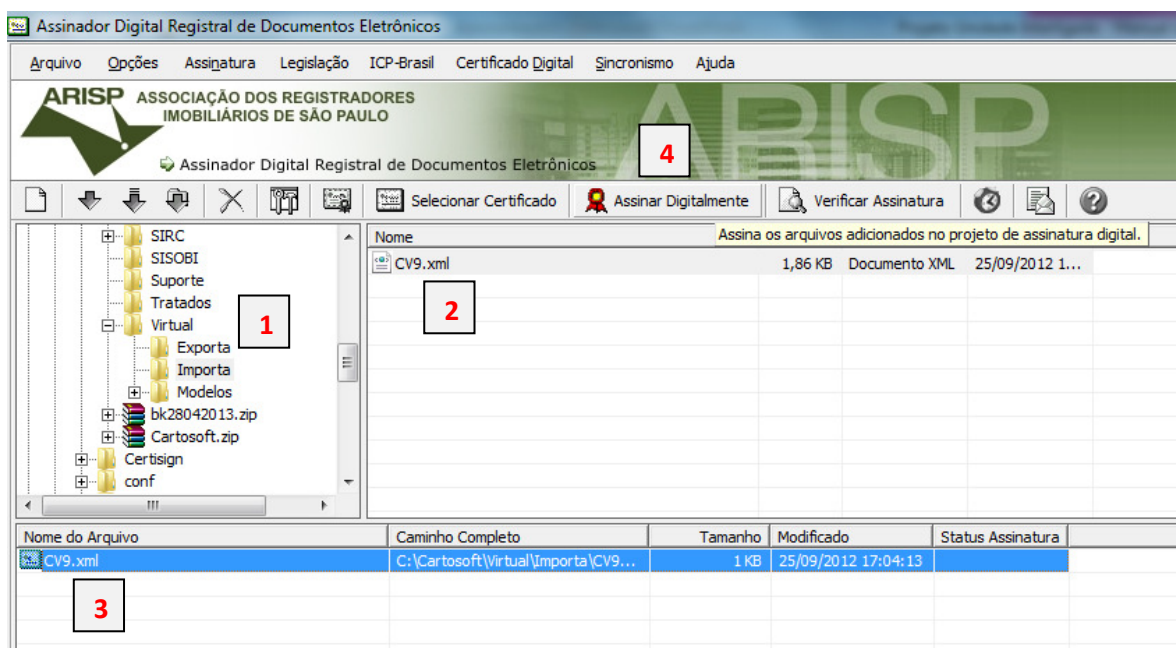 Assinador Digital Registral de Documentos Eletrônicos
Arquivo Opções Assinatura Legislação ICP-Brasil Certificado Digital Sincronismo Ajuda
ARISP ASSOCIAÇÃO DOS REGISTRADORES
IMOBILIÁRIOS DE SÃO PAULO
ARISP
4
Assinador Digital Registral de Documentos Eletrônicos
Selecionar Certificado Assinar Digitalmente Verificar Assinatura
Assina os arquivos adicionados no projeto de assinatura digital.
SIRC
SISOBI
Suporte
Tratados
Virtual
Exporta
Importa
Modelos
bk28042013.zip
Cartosoft.zip
Certisign
conf
1
Nome
CV9.xml 1,86 KB Documento XML 25/09/2012 1...
2
Nome do Arquivo Caminho Completo Tamanho Modificado Status Assinatura
CV9.xml C:\Cartosoft\Virtual\Importa\CV9... 1 KB 25/09/2012 17:04:13
3